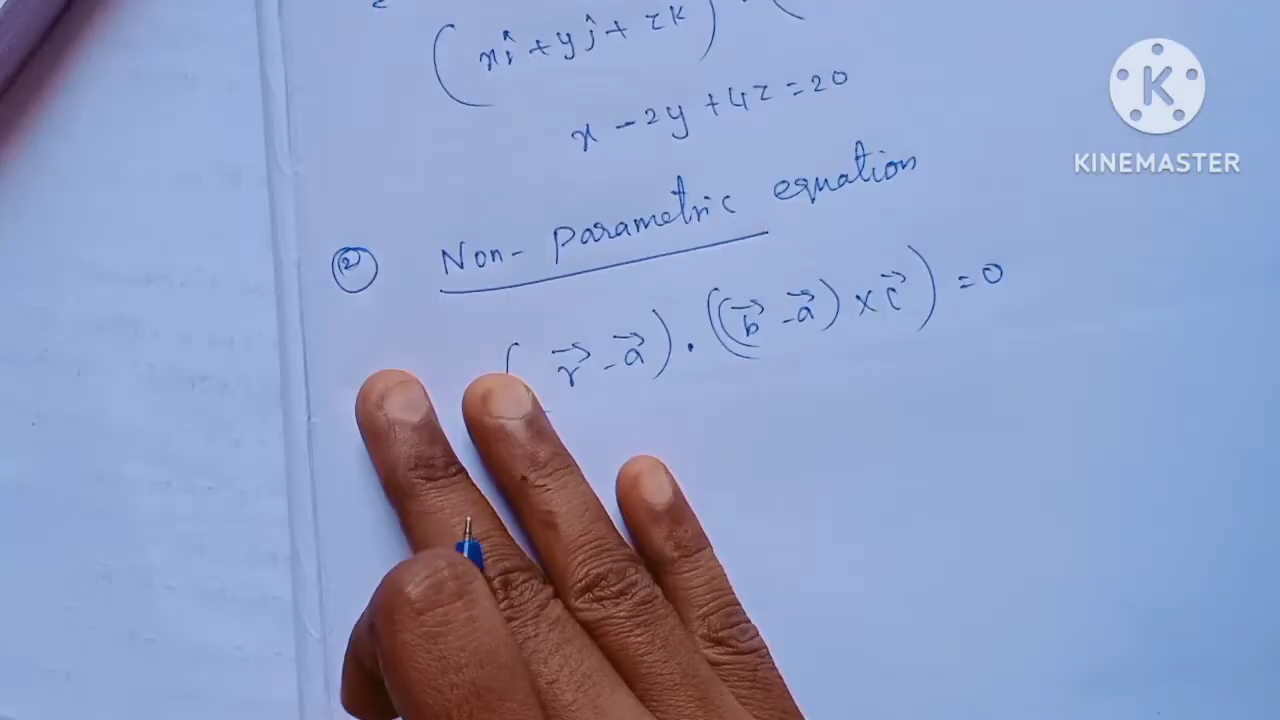 (xî + yĵ + zk) . (
x - 2y + 4z = 20
② Non-parametric equation
(r⃗ - a⃗) . ((b⃗ - a⃗) × c⃗) = 0
K
KINEMASTER